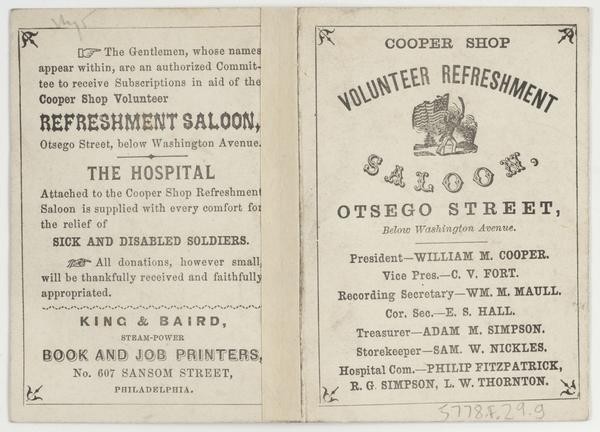 The Gentlemen, whose names
appear within, are an authorized Commit-
tee to receive Subscriptions in aid of the
Cooper Shop Volunteer
REFRESHMENT SALOON,
Otsego Street, below Washington Avenue.
THE HOSPITAL
Attached to the Cooper Shop Refreshment
Saloon is supplied with every comfort for
the relief of
SICK AND DISABLED SOLDIERS.
All donations, however small,
will be thankfully received and faithfully
appropriated.
KING & BAIRD,
STEAM-POWER
BOOK AND JOB PRINTERS,
No. 607 SANSOM STREET,
PHILADELPHIA.
COOPER SHOP
VOLUNTEER REFRESHMENT
SALOON,
OTSEGO STREET,
Below Washington Avenue.
President—WILLIAM M. COOPER.
Vice Pres.—C. V. FORT.
Recording Secretary—WM. M. MAULL.
Cor. Sec.—E. S. HALL.
Treasurer—ADAM M. SIMPSON.
Storekeeper—SAM. W. NICKLES.
Hospital Com.—PHILIP FITZPATRICK,
R. G. SIMPSON, L. W. THORNTON.
5778.F.29.g